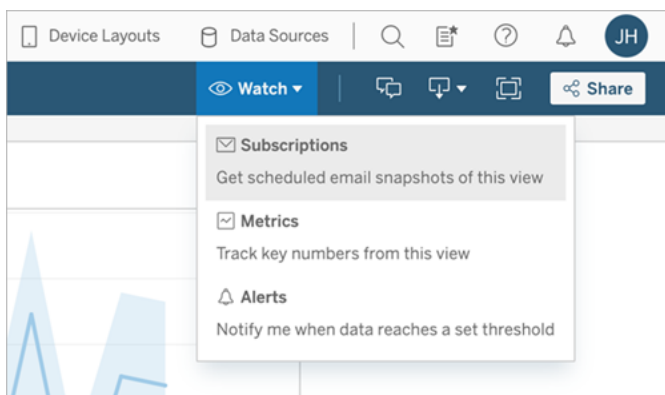 Device Layouts Data Sources JH
Watch Share
Subscriptions
Get scheduled email snapshots of this view
Metrics
Track key numbers from this view
Alerts
Notify me when data reaches a set threshold